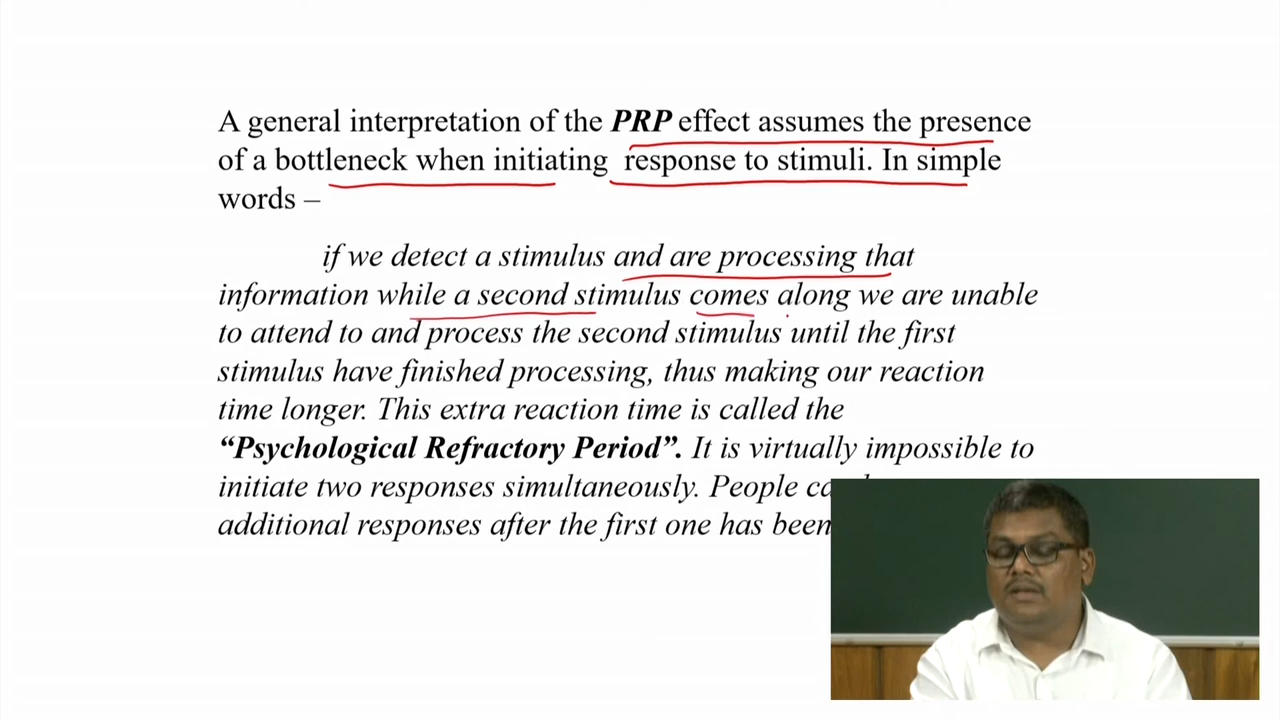 A general interpretation of the PRP effect assumes the presence
of a bottleneck when initiating response to stimuli. In simple
words –
if we detect a stimulus and are processing that
information while a second stimulus comes along we are unable
to attend to and process the second stimulus until the first
stimulus have finished processing, thus making our reaction
time longer. This extra reaction time is called the
“Psychological Refractory Period”. It is virtually impossible to
initiate two responses simultaneously. People
additional responses after the first one has been